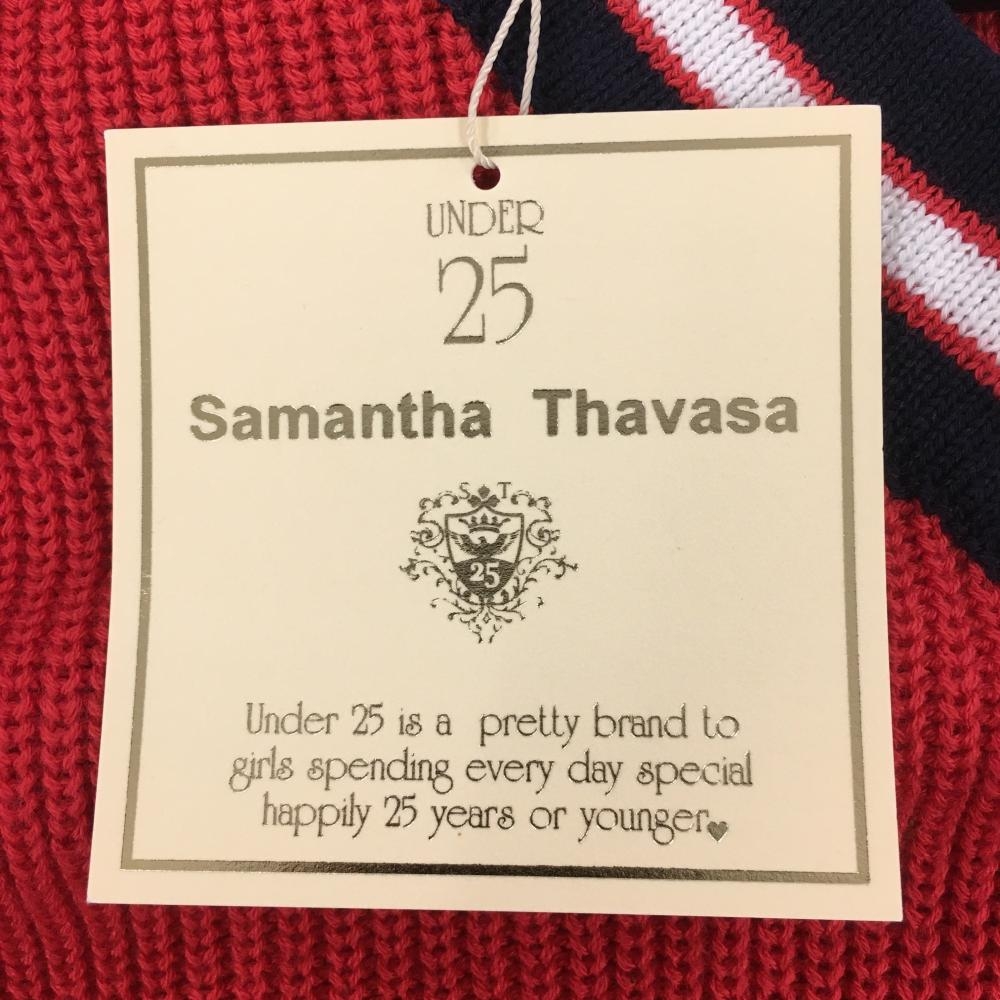 UNDER
25
Samantha Thavasa
S T
25
Under 25 is a pretty brand to
girls spending every day special
happily 25 years or younger